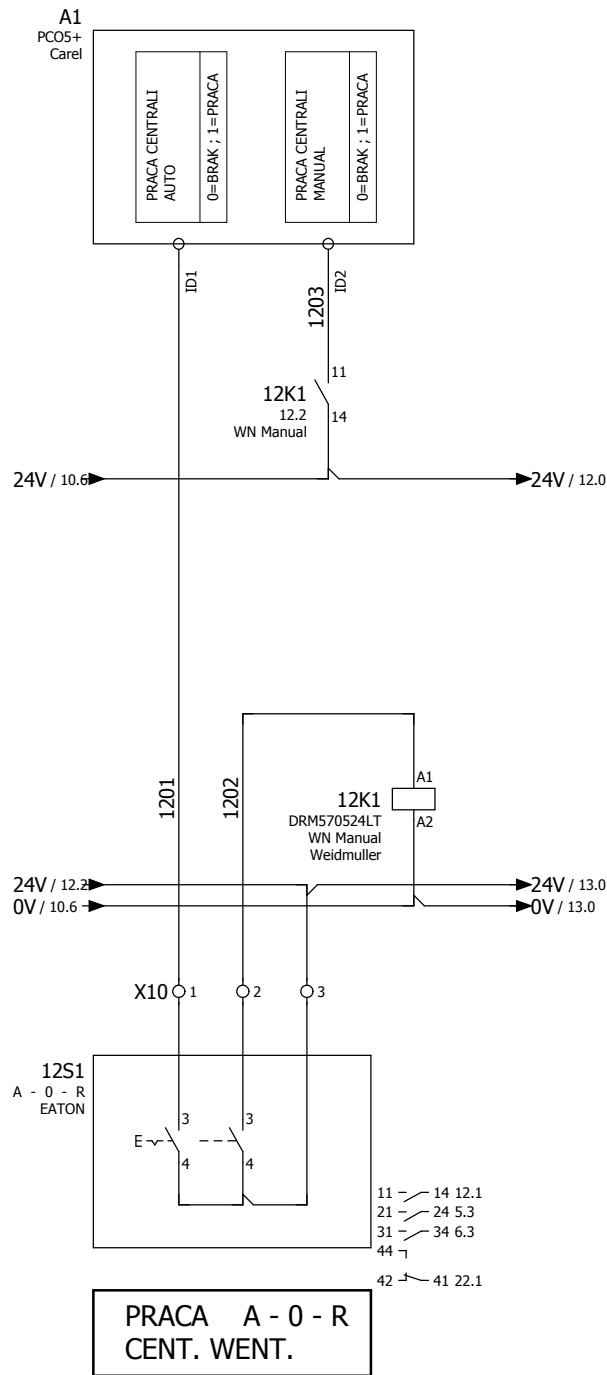 A1
PCO5+
Carel
PRACA CENTRALI
AUTO
0=BRAK ; 1=PRACA
PRACA CENTRALI
MANUAL
0=BRAK ; 1=PRACA
ID1
ID2
1203
11
12K1
14
12.2
WN Manual
24V / 10.6
24V / 12.0
1201
1202
A1
12K1
DRM570524LT
A2
WN Manual
Weidmuller
24V / 12.2
24V / 13.0
0V / 10.6
0V / 13.0
X10 1 2 3
12S1
A - 0 - R
EATON
3 3
E
4 4
11 14 12.1
21 24 5.3
31 34 6.3
44
42 41 22.1
PRACA A - 0 - R
CENT. WENT.